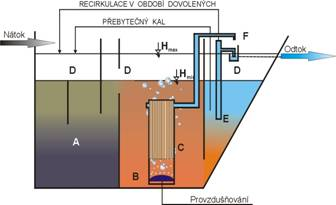 RECIRKULACE V OBDOBÍ DOVOLENÝCH
PŘEBYTEČNÝ KAL
Nátok
Hmax
F
Odtok
D
D
Hmin
D
E
A
C
B
Provzdušňování